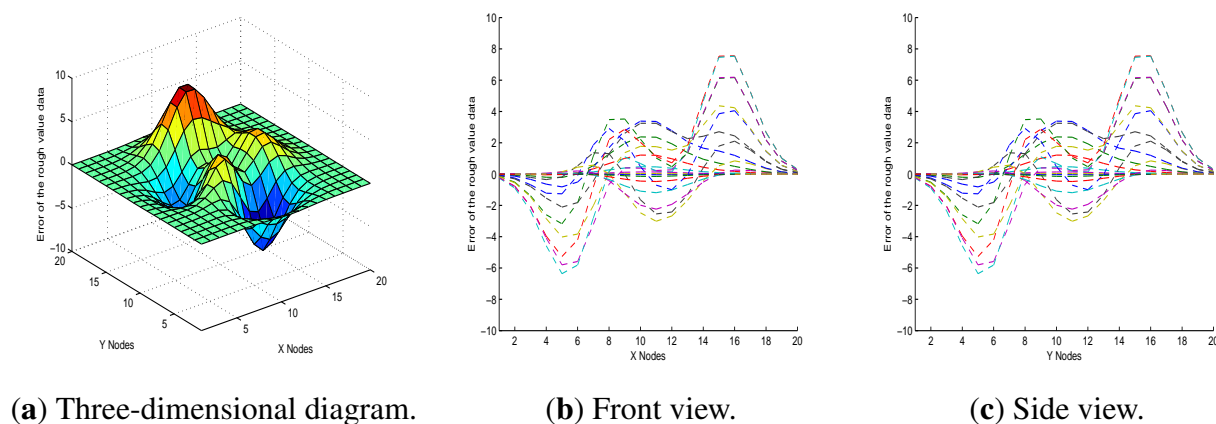 Error of the rough value data
10
5
0
−5
−10
20
15
10
5
Y Nodes
5
10
15
20
X Nodes
Error of the rough value data
10
8
6
4
2
0
−2
−4
−6
−8
−10
2 4 6 8 10 12 14 16 18 20
X Nodes
Error of the rough value data
10
8
6
4
2
0
−2
−4
−6
−8
−10
2 4 6 8 10 12 14 16 18 20
Y Nodes
(a) Three-dimensional diagram.
(b) Front view.
(c) Side view.